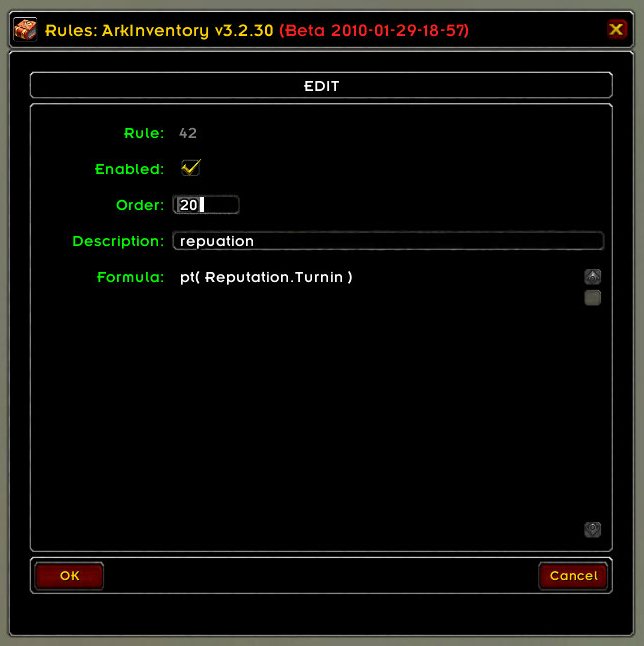 Rules: ArkInventory v3.2.30 (Beta 2010-01-29-18-57)
EDIT
Rule: 42
Enabled:
Order: 20
Description: repuation
Formula: pt( Reputation.Turnin )
OK Cancel